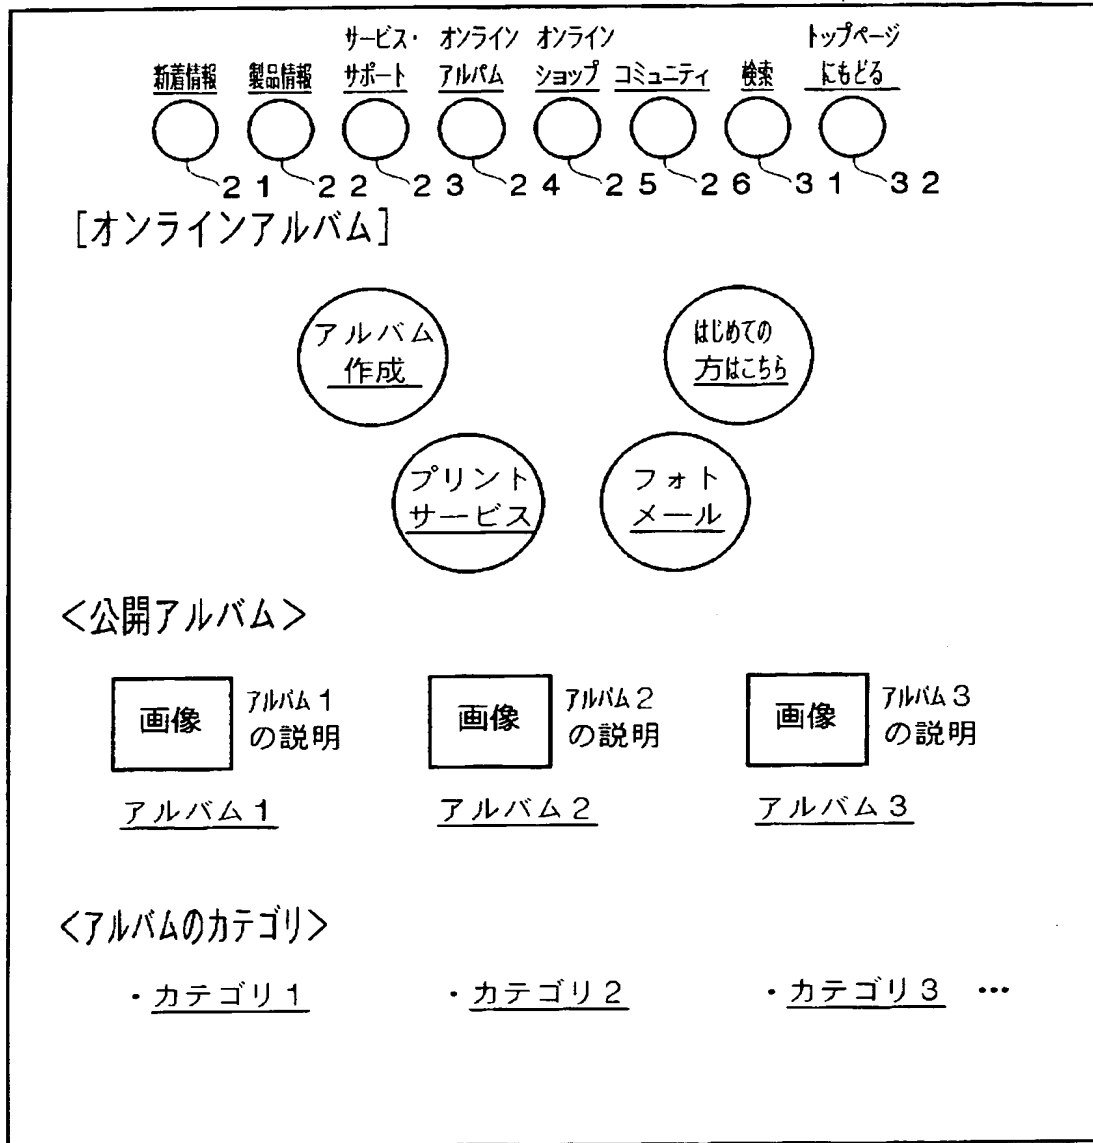 サービス・ オンライン オンライン トップページ
新着情報 製品情報 サポート アルバム ショップ コミュニティ 検索 にもどる
21 22 23 24 25 26 31 32
[オンラインアルバム]
アルバム はじめての
作成 方はこちら
プリント フォト
サービス メール
<公開アルバム>
画像 アルバム1 画像 アルバム2 画像 アルバム3
の説明 の説明 の説明
アルバム1 アルバム2 アルバム3
<アルバムのカテゴリ>
・カテゴリ1 ・カテゴリ2 ・カテゴリ3 …